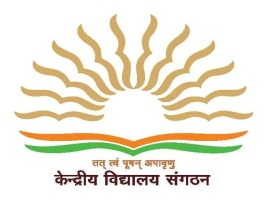 तत् त्वं पूषन् अपावृणु
केन्द्रीय विद्यालय संगठन